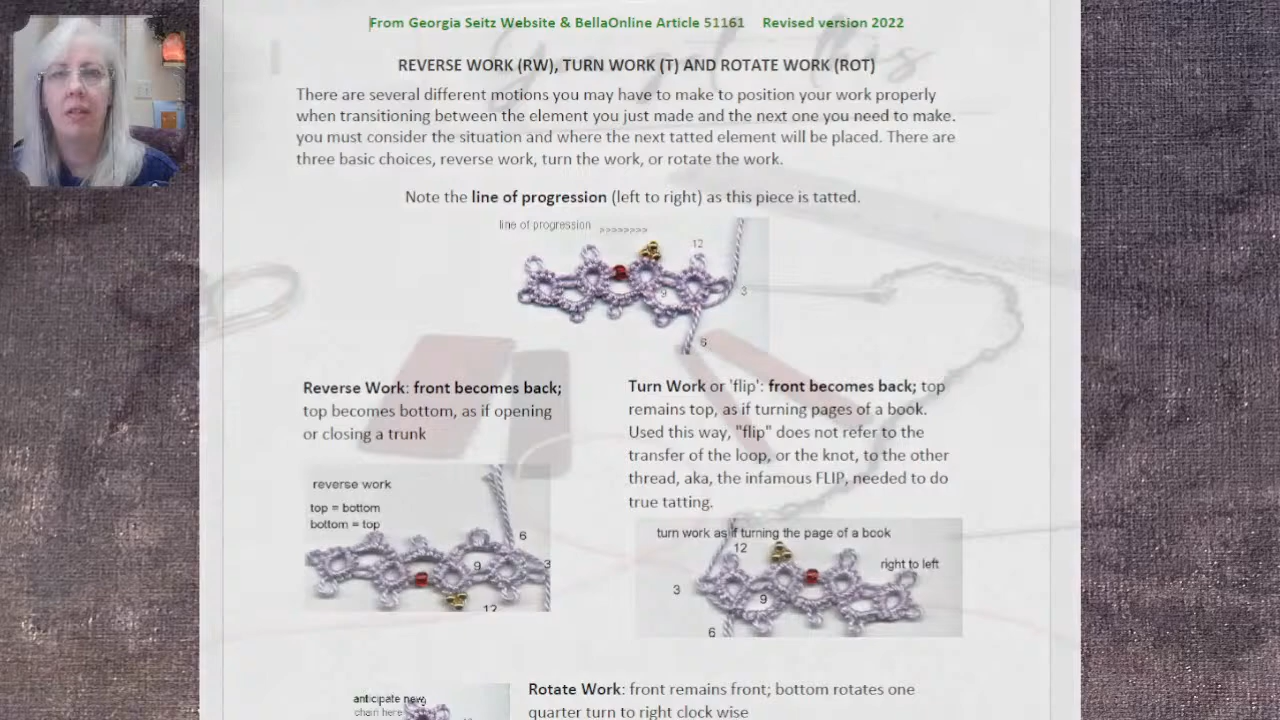 From Georgia Seitz Website & BellaOnline Article 51161 Revised version 2022
REVERSE WORK (RW), TURN WORK (T) AND ROTATE WORK (ROT)
There are several different motions you may have to make to position your work properly
when transitioning between the element you just made and the next one you need to make.
you must consider the situation and where the next tatted element will be placed. There are
three basic choices, reverse work, turn the work, or rotate the work.
Note the line of progression (left to right) as this piece is tatted.
line of progression >>>>>>>>
12
3
9
6
Reverse Work: front becomes back;
top becomes bottom, as if opening
or closing a trunk
reverse work
top = bottom
bottom = top
6
9
3
12
Turn Work or 'flip': front becomes back; top
remains top, as if turning pages of a book.
Used this way, "flip" does not refer to the
transfer of the loop, or the knot, to the other
thread, aka, the infamous FLIP, needed to do
true tatting.
turn work as if turning the page of a book
12
right to left
3
9
6
anticipate new
chain here
Rotate Work: front remains front; bottom rotates one
quarter turn to right clock wise